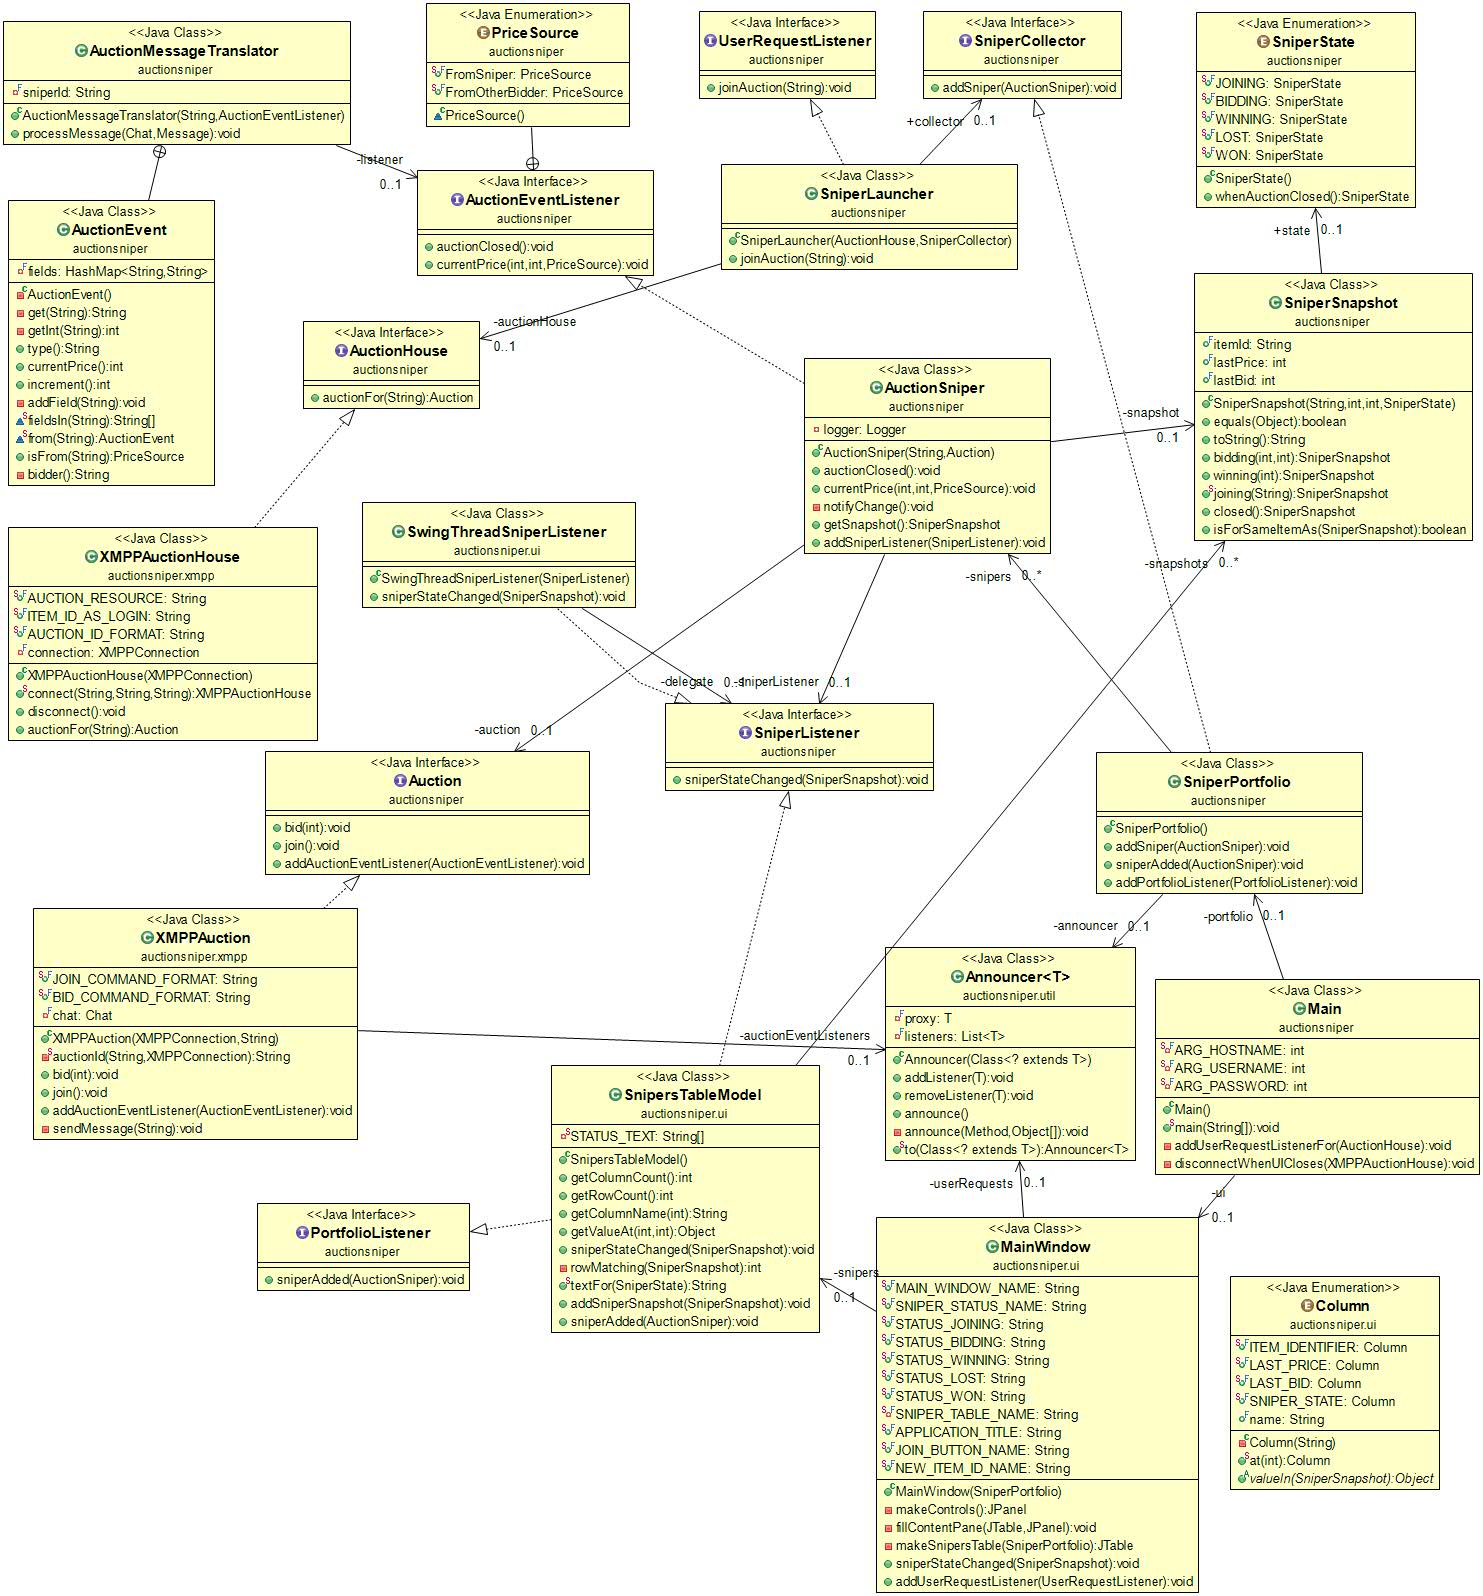 <<Java Class>>
AuctionMessageTranslator
auctionsniper
sniperId: String
AuctionMessageTranslator(String,AuctionEventListener)
processMessage(Chat,Message):void
<<Java Enumeration>>
PriceSource
auctionsniper
FromSniper: PriceSource
FromOtherBidder: PriceSource
PriceSource()
<<Java Interface>>
UserRequestListener
auctionsniper
joinAuction(String):void
<<Java Interface>>
SniperCollector
auctionsniper
addSniper(AuctionSniper):void
<<Java Enumeration>>
SniperState
auctionsniper
JOINING: SniperState
BIDDING: SniperState
WINNING: SniperState
LOST: SniperState
WON: SniperState
SniperState()
whenAuctionClosed():SniperState
-listener
0..1
+collector
0..1
+state
0..1
<<Java Class>>
AuctionEvent
auctionsniper
fields: HashMap<String,String>
AuctionEvent()
get(String):String
getInt(String):int
type():String
currentPrice():int
increment():int
addField(String):void
fieldsIn(String):String[]
from(String):AuctionEvent
isFrom(String):PriceSource
bidder():String
<<Java Interface>>
AuctionEventListener
auctionsniper
auctionClosed():void
currentPrice(int,int,PriceSource):void
<<Java Class>>
SniperLauncher
auctionsniper
SniperLauncher(AuctionHouse,SniperCollector)
joinAuction(String):void
-auctionHouse
0..1
<<Java Interface>>
AuctionHouse
auctionsniper
auctionFor(String):Auction
<<Java Class>>
SniperSnapshot
auctionsniper
itemId: String
lastPrice: int
lastBid: int
SniperSnapshot(String,int,int,SniperState)
equals(Object):boolean
toString():String
bidding(int,int):SniperSnapshot
winning(int):SniperSnapshot
joining(String):SniperSnapshot
closed():SniperSnapshot
isForSameItemAs(SniperSnapshot):boolean
<<Java Class>>
AuctionSniper
auctionsniper
logger: Logger
AuctionSniper(String,Auction)
auctionClosed():void
currentPrice(int,int,PriceSource):void
notifyChange():void
getSnapshot():SniperSnapshot
addSniperListener(SniperListener):void
-snapshot
0..1
-snipers
0..*
-snapshots
0..*
<<Java Class>>
XMPPAuctionHouse
auctionsniper.xmpp
AUCTION_RESOURCE: String
ITEM_ID_AS_LOGIN: String
AUCTION_ID_FORMAT: String
connection: XMPPConnection
XMPPAuctionHouse(XMPPConnection)
connect(String,String,String):XMPPAuctionHouse
disconnect():void
auctionFor(String):Auction
<<Java Class>>
SwingThreadSniperListener
auctionsniper.ui
SwingThreadSniperListener(SniperListener)
sniperStateChanged(SniperSnapshot):void
-delegate
0..1
-sniperListener
0..1
-auction
0..1
<<Java Interface>>
SniperListener
auctionsniper
sniperStateChanged(SniperSnapshot):void
<<Java Interface>>
Auction
auctionsniper
bid(int):void
join():void
addAuctionEventListener(AuctionEventListener):void
<<Java Class>>
SniperPortfolio
auctionsniper
SniperPortfolio()
addSniper(AuctionSniper):void
sniperAdded(AuctionSniper):void
addPortfolioListener(PortfolioListener):void
-announcer
0..1
-portfolio
0..1
<<Java Class>>
XMPPAuction
auctionsniper.xmpp
JOIN_COMMAND_FORMAT: String
BID_COMMAND_FORMAT: String
chat: Chat
XMPPAuction(XMPPConnection,String)
auctionId(String,XMPPConnection):String
bid(int):void
join():void
addAuctionEventListener(AuctionEventListener):void
sendMessage(String):void
-auctionEventListeners
0..1
<<Java Class>>
Announcer<T>
auctionsniper.util
proxy: T
listeners: List<T>
Announcer(Class<? extends T>)
addListener(T):void
removeListener(T):void
announce()
announce(Method,Object[]):void
to(Class<? extends T>):Announcer<T>
<<Java Class>>
Main
auctionsniper
ARG_HOSTNAME: int
ARG_USERNAME: int
ARG_PASSWORD: int
Main()
main(String[]):void
addUserRequestListenerFor(AuctionHouse):void
disconnectWhenUICloses(XMPPAuctionHouse):void
<<Java Class>>
SnipersTableModel
auctionsniper.ui
STATUS_TEXT: String[]
SnipersTableModel()
getColumnCount():int
getRowCount():int
getColumnName(int):String
getValueAt(int,int):Object
sniperStateChanged(SniperSnapshot):void
rowMatching(SniperSnapshot):int
textFor(SniperState):String
addSniperSnapshot(SniperSnapshot):void
sniperAdded(AuctionSniper):void
-userRequests
0..1
-ui
0..1
<<Java Interface>>
PortfolioListener
auctionsniper
sniperAdded(AuctionSniper):void
-snipers
0..1
<<Java Class>>
MainWindow
auctionsniper.ui
MAIN_WINDOW_NAME: String
SNIPER_STATUS_NAME: String
STATUS_JOINING: String
STATUS_BIDDING: String
STATUS_WINNING: String
STATUS_LOST: String
STATUS_WON: String
SNIPER_TABLE_NAME: String
APPLICATION_TITLE: String
JOIN_BUTTON_NAME: String
NEW_ITEM_ID_NAME: String
MainWindow(SniperPortfolio)
makeControls():JPanel
fillContentPane(JTable,JPanel):void
makeSnipersTable(SniperPortfolio):JTable
sniperStateChanged(SniperSnapshot):void
addUserRequestListener(UserRequestListener):void
<<Java Enumeration>>
Column
auctionsniper.ui
ITEM_IDENTIFIER: Column
LAST_PRICE: Column
LAST_BID: Column
SNIPER_STATE: Column
name: String
Column(String)
at(int):Column
valueIn(SniperSnapshot):Object